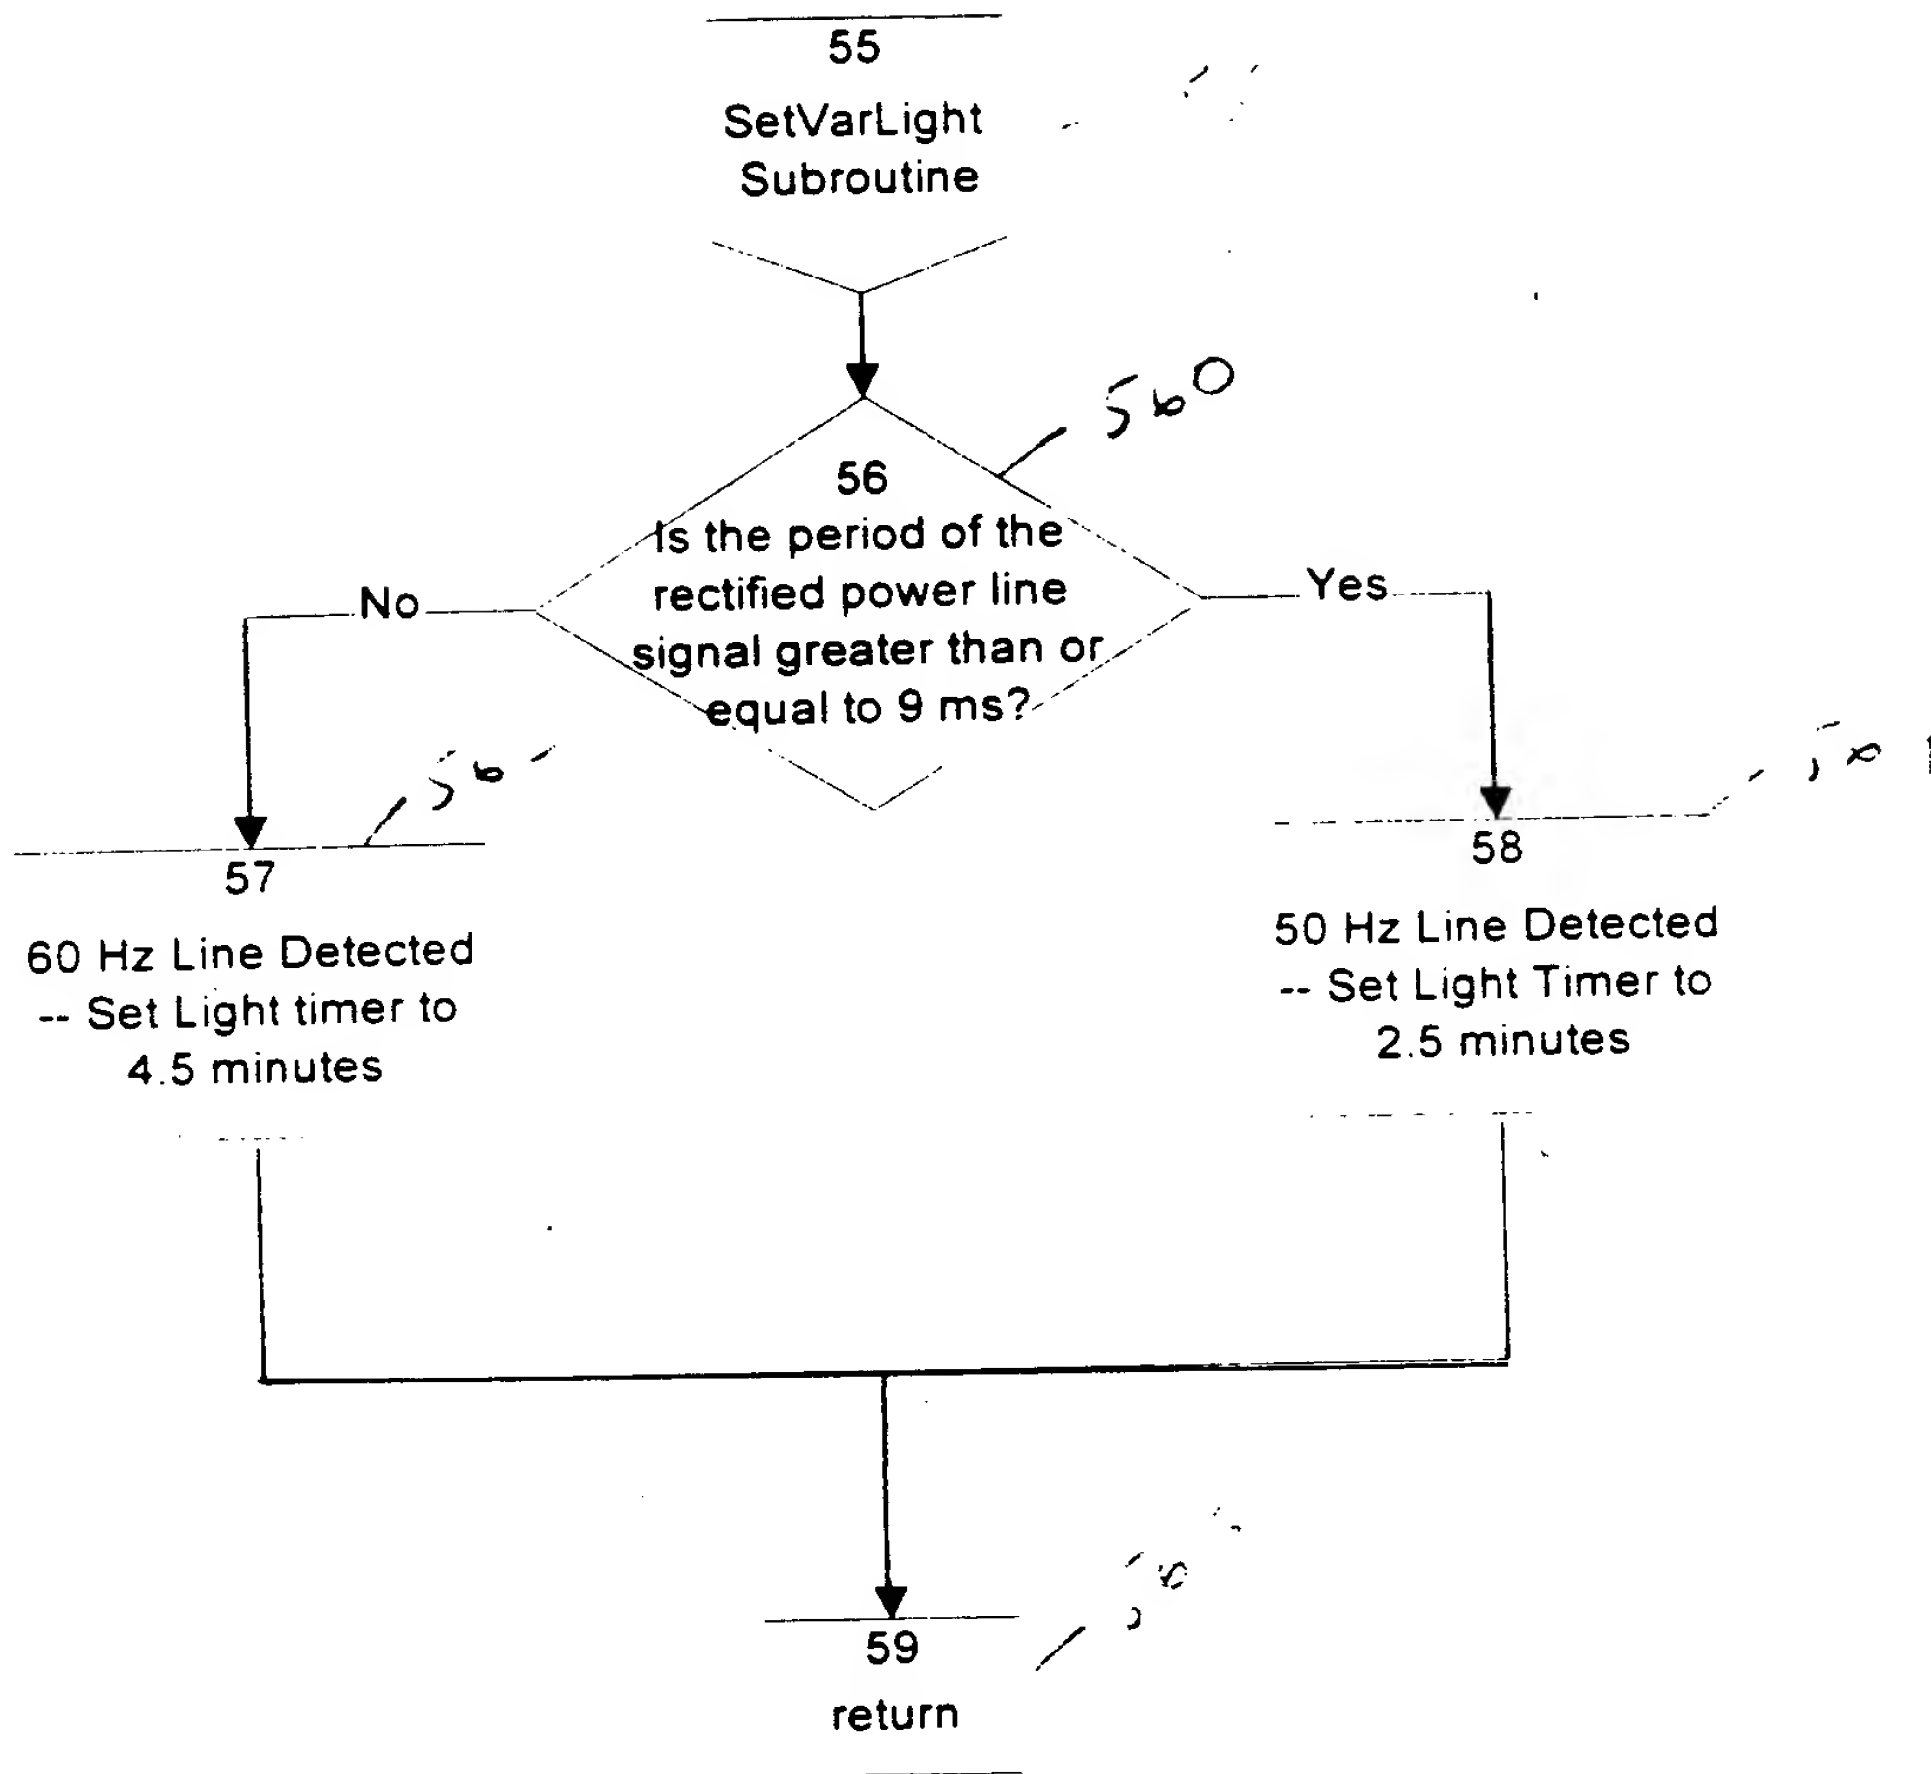 55
SetVarLight
Subroutine
560
56
Is the period of the
rectified power line
signal greater than or
equal to 9 ms?
No
Yes
57
60 Hz Line Detected
-- Set Light timer to
4.5 minutes
58
50 Hz Line Detected
-- Set Light Timer to
2.5 minutes
59
return